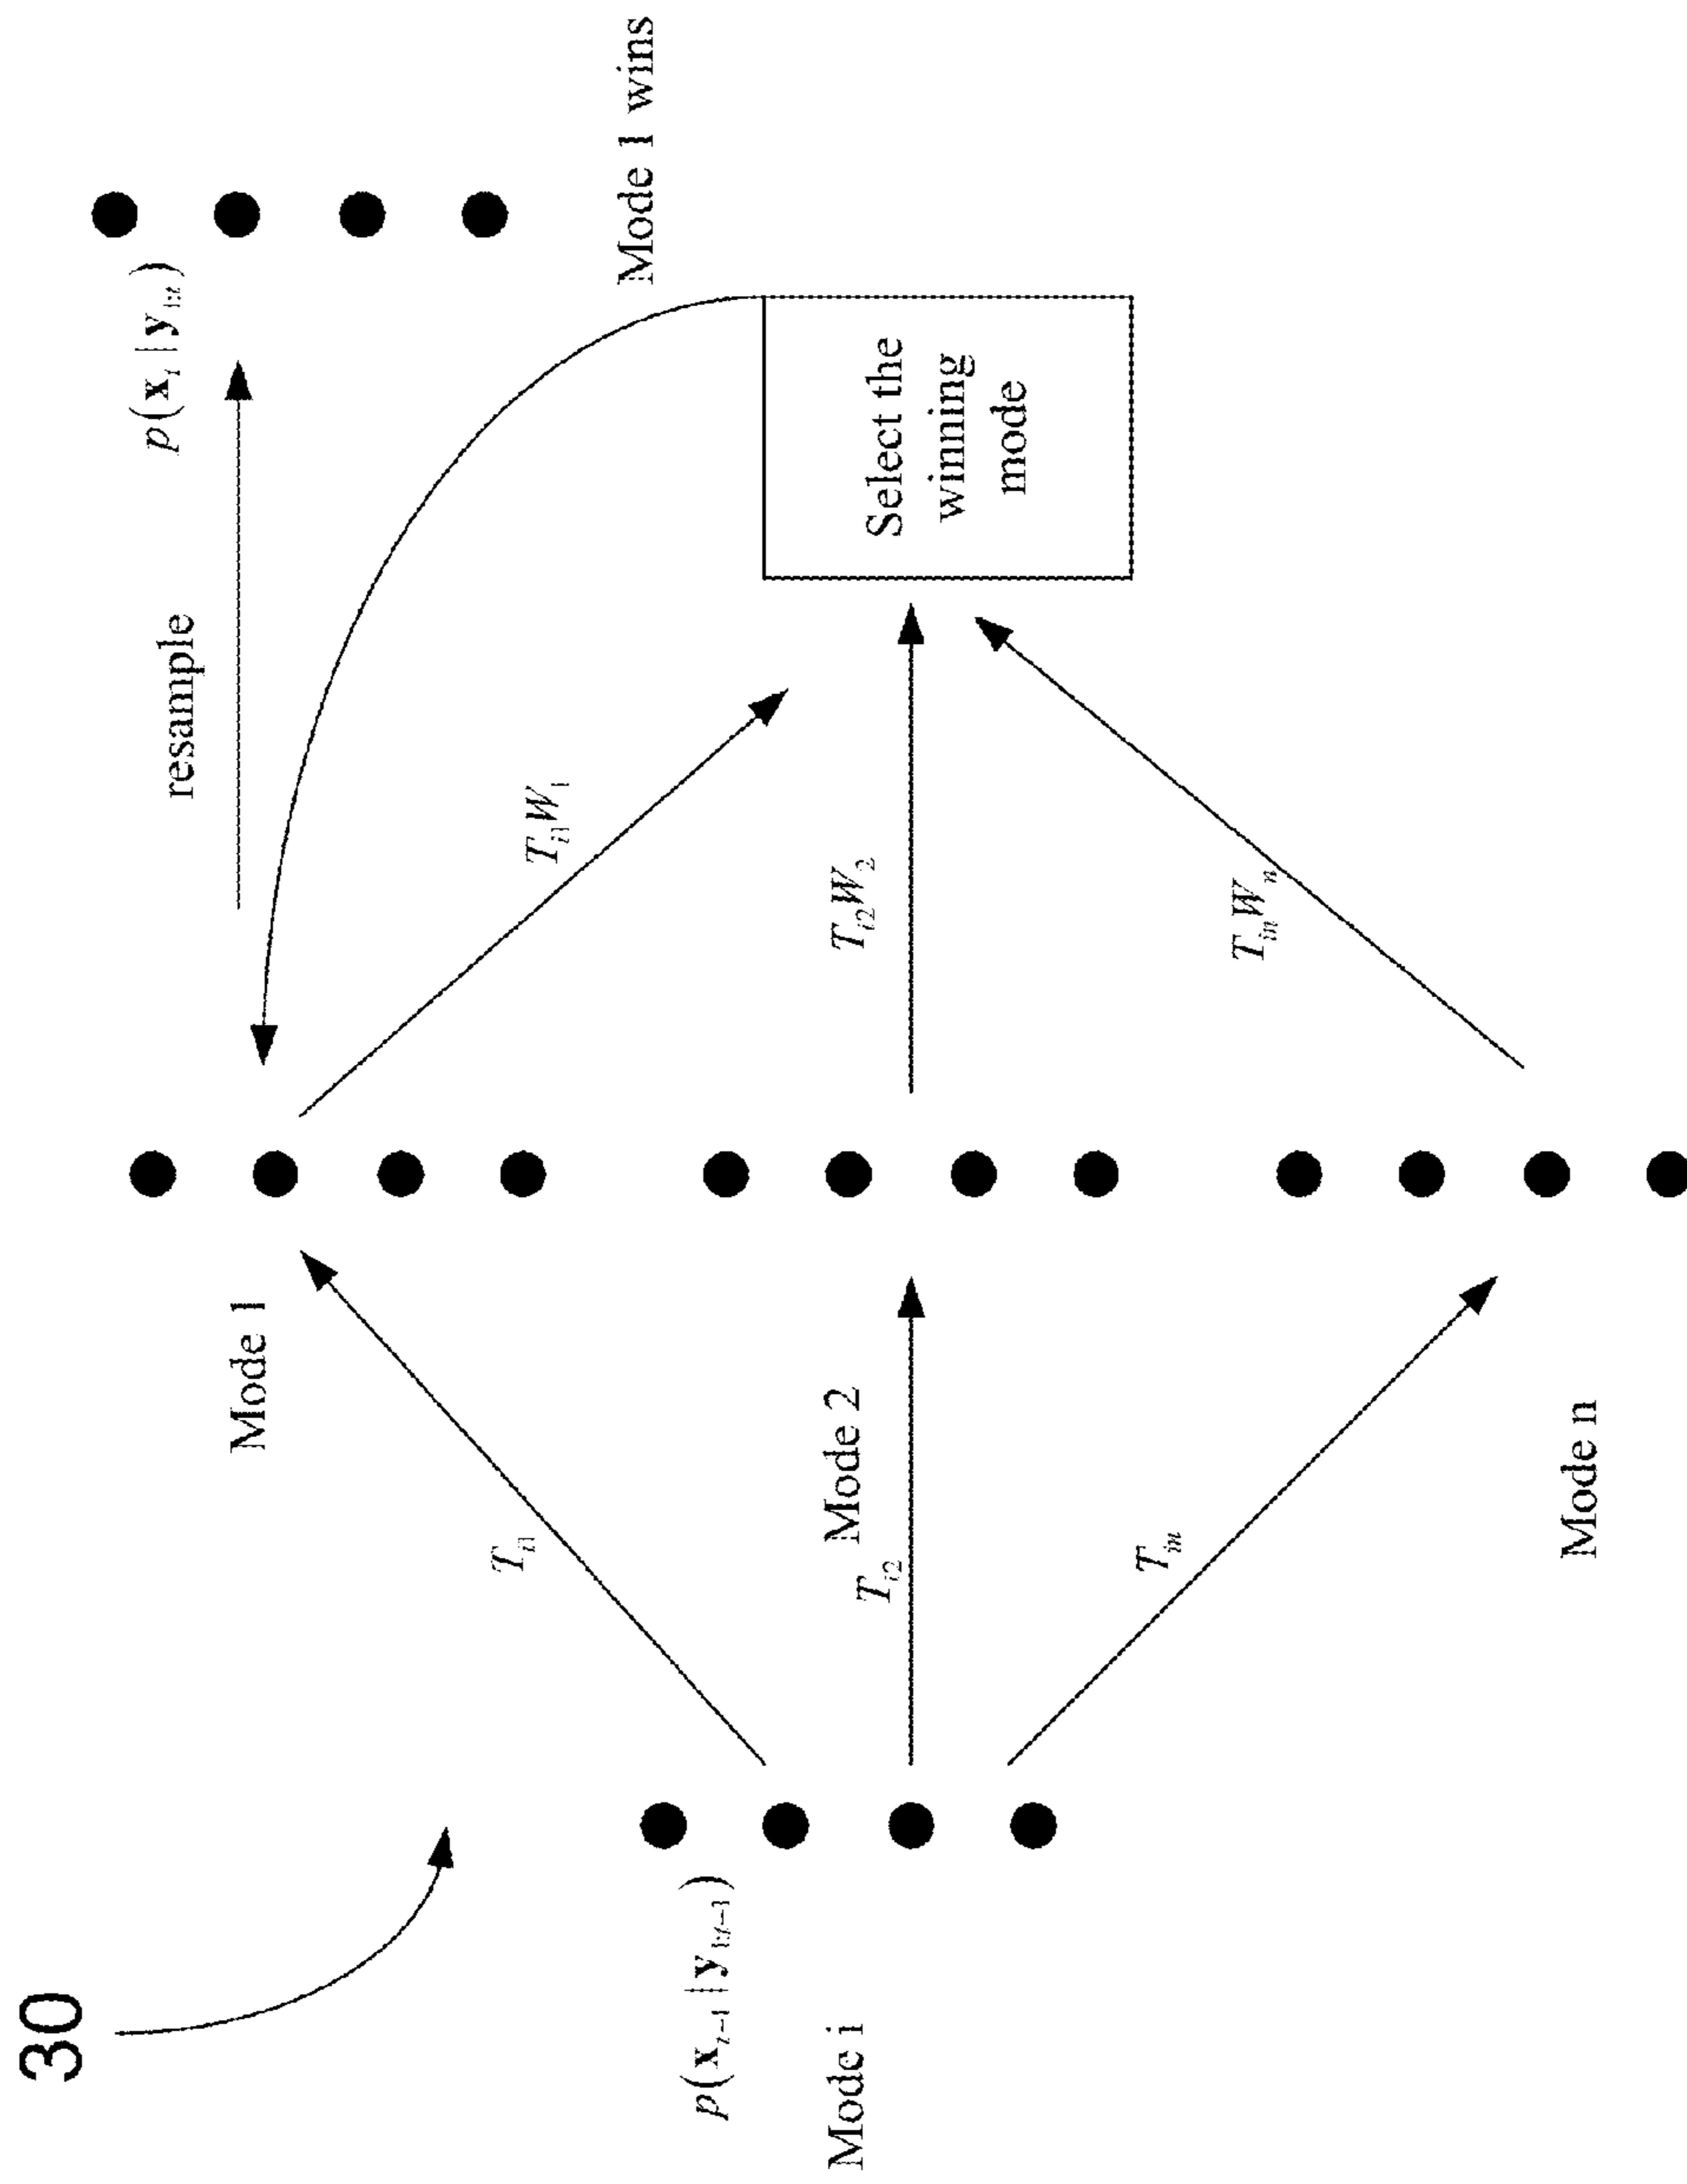 30
p(x_{t-1} | y_{1:t-1})
Mode i
T_{i1}
T_{i2}
T_{in}
Mode 1
Mode 2
Mode n
T_{i1}W_1
T_{i2}W_2
T_{in}W_n
Select the
winning
mode
resample
p(x_t | y_{1:t})
Mode 1 wins